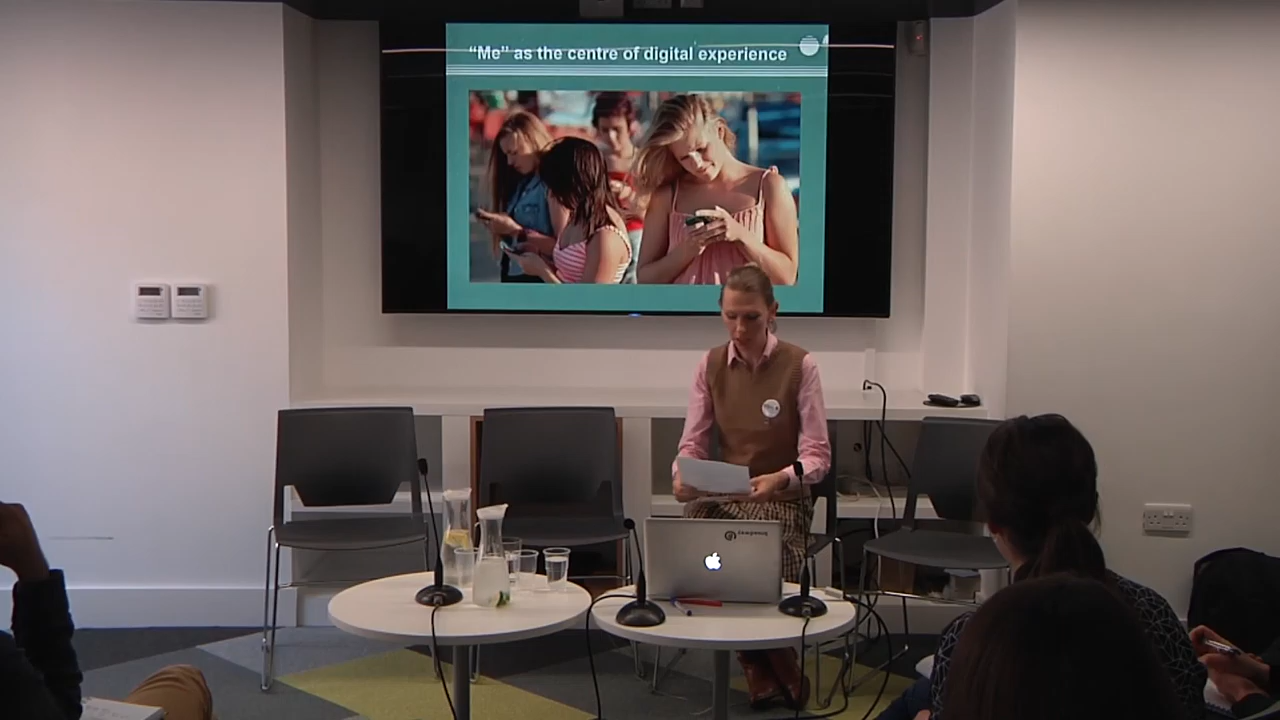 “Me” as the centre of digital experience